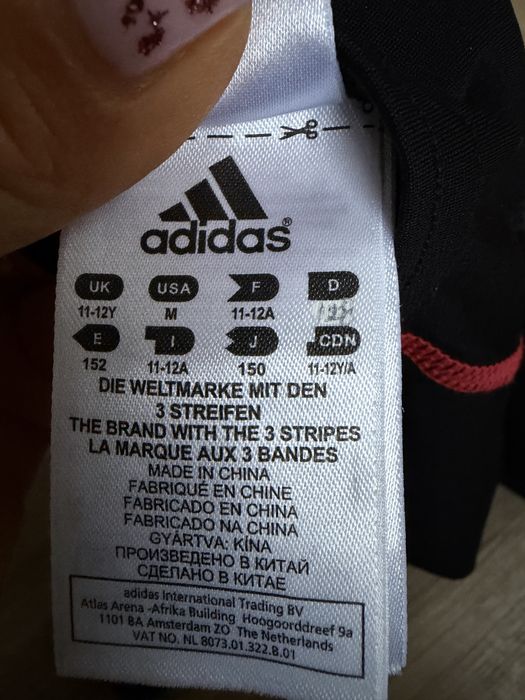 adidas®
UK USA F D
11-12Y M 11-12A
E I J CDN
152 11-12A 150 11-12Y/A
DIE WELTMARKE MIT DEN
3 STREIFEN
THE BRAND WITH THE 3 STRIPES
LA MARQUE AUX 3 BANDES
MADE IN CHINA
FABRIQUÉ EN CHINE
FABRICADO EN CHINA
FABRICADO NA CHINA
GYÁRTVA: KÍNA
ПРОИЗВЕДЕНО В КИТАЙ
СДЕЛАНО В КИТАЕ
adidas International Trading BV
Atlas Arena -Afrika Building Hoogoorddreef 9a
1101 BA Amsterdam ZO The Netherlands
VAT NO. NL 8073.01.322.B.01